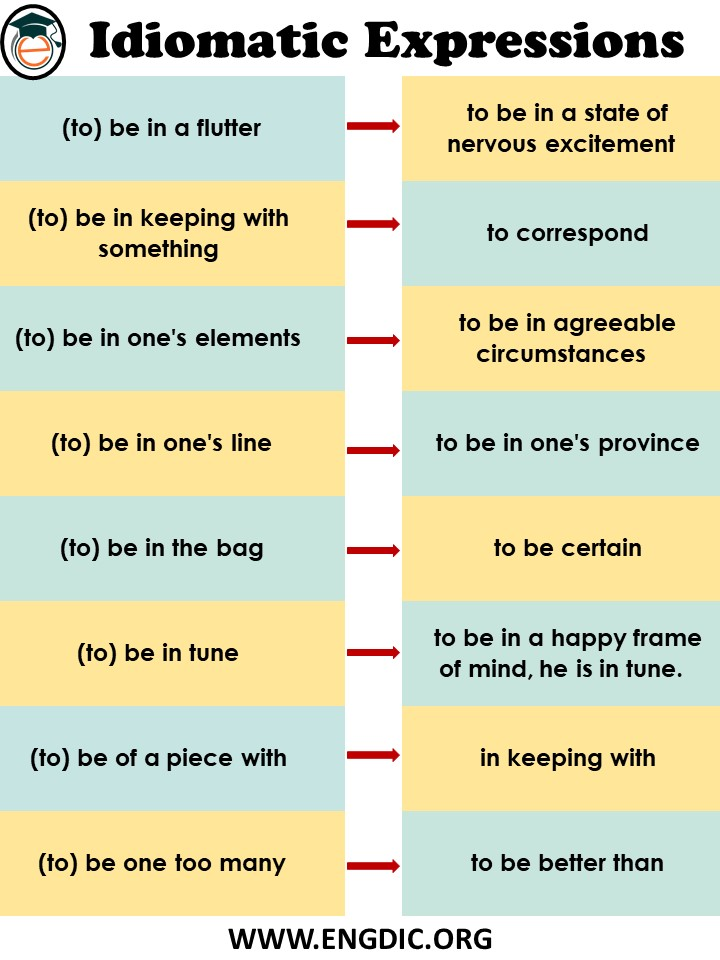 Idiomatic Expressions
(to) be in a flutter
to be in a state of
nervous excitement
(to) be in keeping with
something
to correspond
(to) be in one's elements
to be in agreeable
circumstances
(to) be in one's line
to be in one's province
(to) be in the bag
to be certain
(to) be in tune
to be in a happy frame
of mind, he is in tune.
(to) be of a piece with
in keeping with
(to) be one too many
to be better than
WWW.ENGDIC.ORG